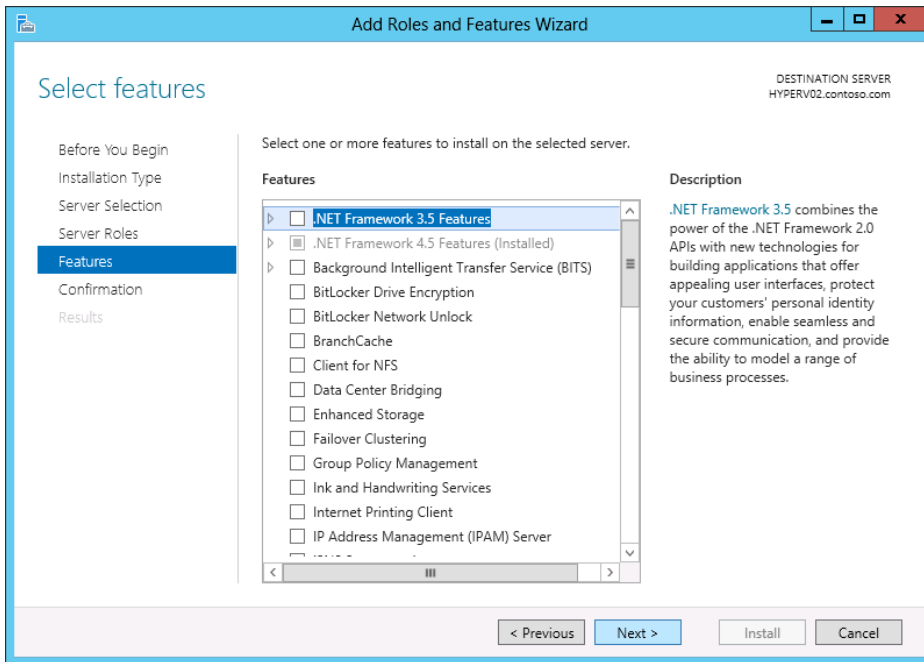 Add Roles and Features Wizard
Select features
DESTINATION SERVER
HYPERV02.contoso.com
Before You Begin
Installation Type
Server Selection
Server Roles
Features
Confirmation
Results
Select one or more features to install on the selected server.
Features
.NET Framework 3.5 Features
.NET Framework 4.5 Features (Installed)
Background Intelligent Transfer Service (BITS)
BitLocker Drive Encryption
BitLocker Network Unlock
BranchCache
Client for NFS
Data Center Bridging
Enhanced Storage
Failover Clustering
Group Policy Management
Ink and Handwriting Services
Internet Printing Client
IP Address Management (IPAM) Server
Description
.NET Framework 3.5 combines the
power of the .NET Framework 2.0
APIs with new technologies for
building applications that offer
appealing user interfaces, protect
your customers' personal identity
information, enable seamless and
secure communication, and provide
the ability to model a range of
business processes.
< Previous
Next >
Install
Cancel